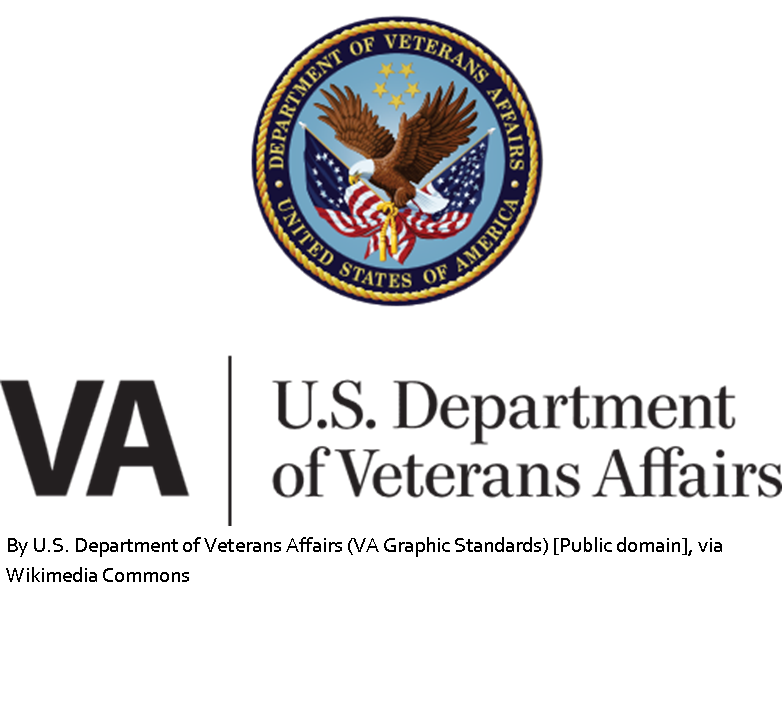 DEPARTMENT OF VETERANS AFFAIRS
UNITED STATES OF AMERICA
VA
U.S. Department
of Veterans Affairs
By U.S. Department of Veterans Affairs (VA Graphic Standards) [Public domain], via
Wikimedia Commons